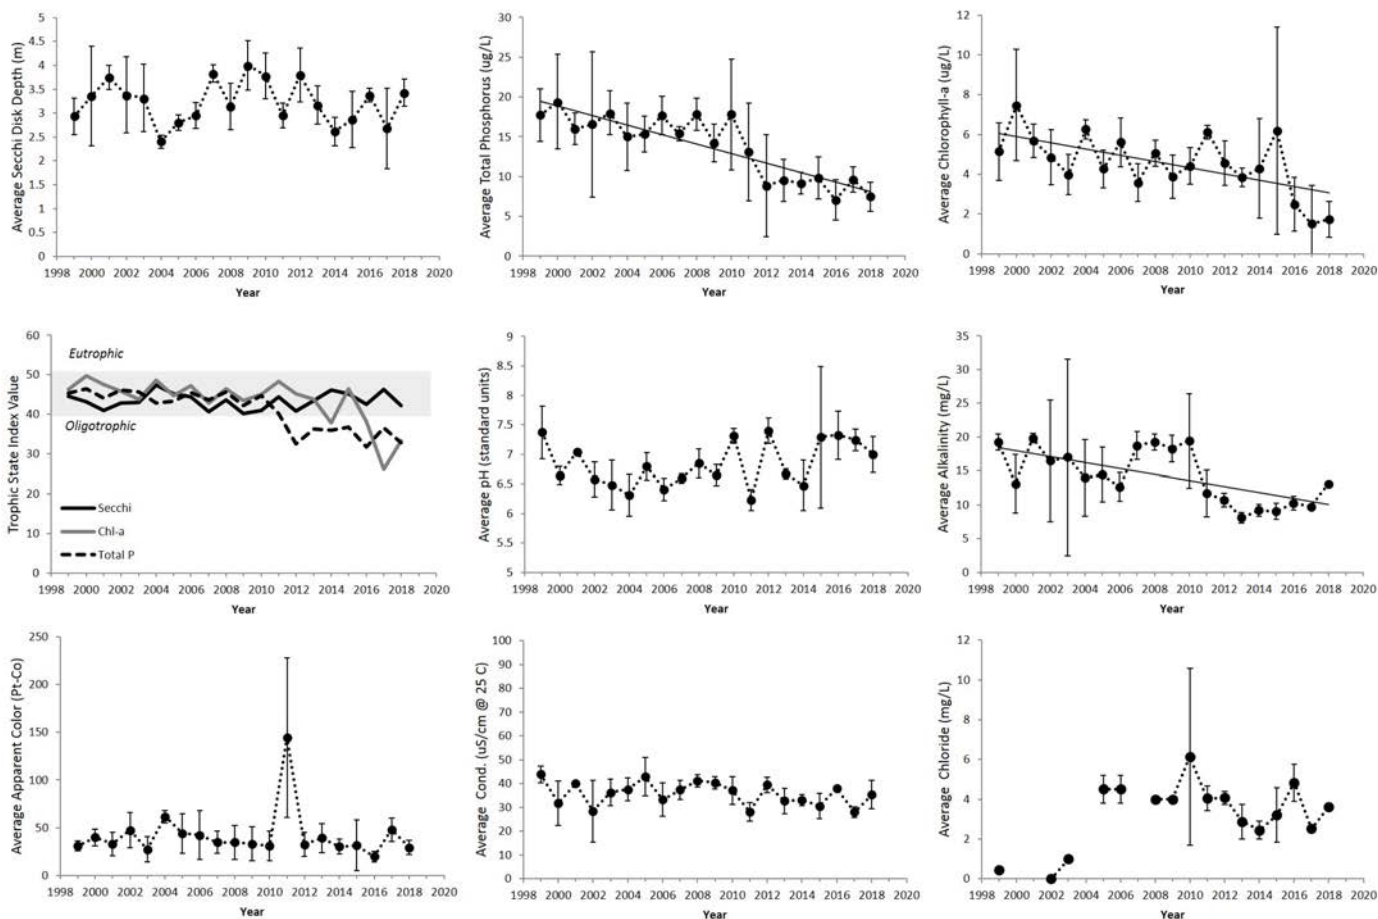 Average Secchi Disk Depth (m)
5
4.5
4
3.5
3
2.5
2
1.5
1
0.5
0
1998 2000 2002 2004 2006 2008 2010 2012 2014 2016 2018 2020
Year
Average Total Phosphorus (ug/L)
30
25
20
15
10
5
0
1998 2000 2002 2004 2006 2008 2010 2012 2014 2016 2018 2020
Year
Average Chlorophyll-a (ug/L)
12
10
8
6
4
2
0
1998 2000 2002 2004 2006 2008 2010 2012 2014 2016 2018 2020
Year
Trophic State Index Value
60
50
40
30
20
10
0
Eutrophic
Oligotrophic
Secchi
Chl-a
Total P
1998 2000 2002 2004 2006 2008 2010 2012 2014 2016 2018 2020
Year
Average pH (standard units)
9
8.5
8
7.5
7
6.5
6
5.5
5
1998 2000 2002 2004 2006 2008 2010 2012 2014 2016 2018 2020
Year
Average Alkalinity (mg/L)
35
30
25
20
15
10
5
0
1998 2000 2002 2004 2006 2008 2010 2012 2014 2016 2018 2020
Year
Average Apparent Color (Pt-Co)
250
200
150
100
50
0
1998 2000 2002 2004 2006 2008 2010 2012 2014 2016 2018 2020
Year
Average Cond. (uS/cm @ 25 C)
100
90
80
70
60
50
40
30
20
10
0
1998 2000 2002 2004 2006 2008 2010 2012 2014 2016 2018 2020
Year
Average Chloride (mg/L)
12
10
8
6
4
2
0
1998 2000 2002 2004 2006 2008 2010 2012 2014 2016 2018 2020
Year